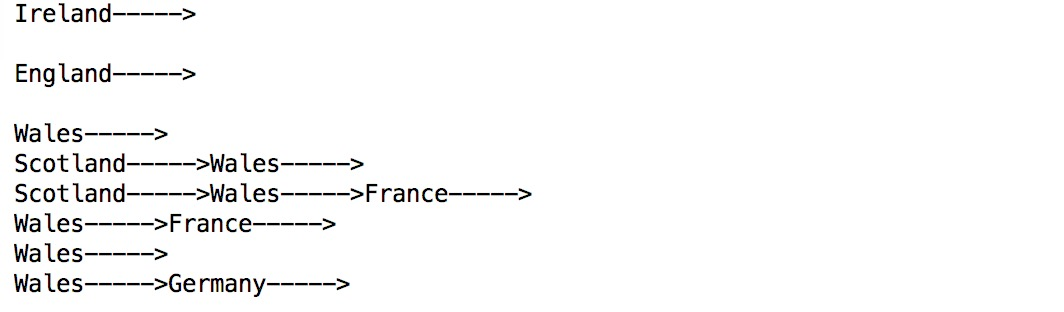 Ireland----->
England----->
Wales----->
Scotland----->Wales----->
Scotland----->Wales----->France----->
Wales----->France----->
Wales----->
Wales----->Germany----->